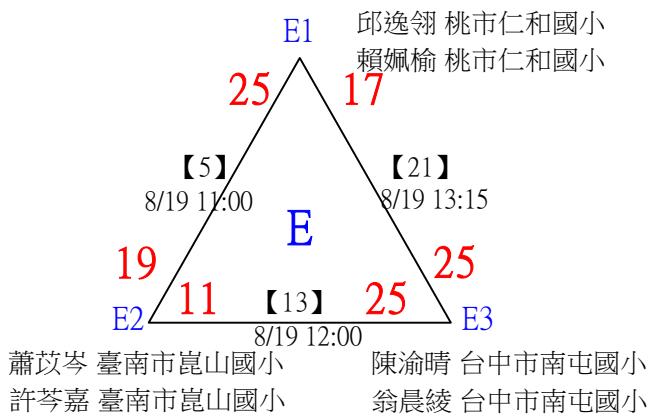 E1
邱逸翎 桃市仁和國小
賴姵榆 桃市仁和國小
25
17
【5】
8/19 11:00
【21】
8/19 13:15
E
19
25
E2
11
【13】
25
E3
8/19 12:00
蕭苡岑 臺南市崑山國小
許芩嘉 臺南市崑山國小
陳渝晴 台中市南屯國小
翁晨綾 台中市南屯國小